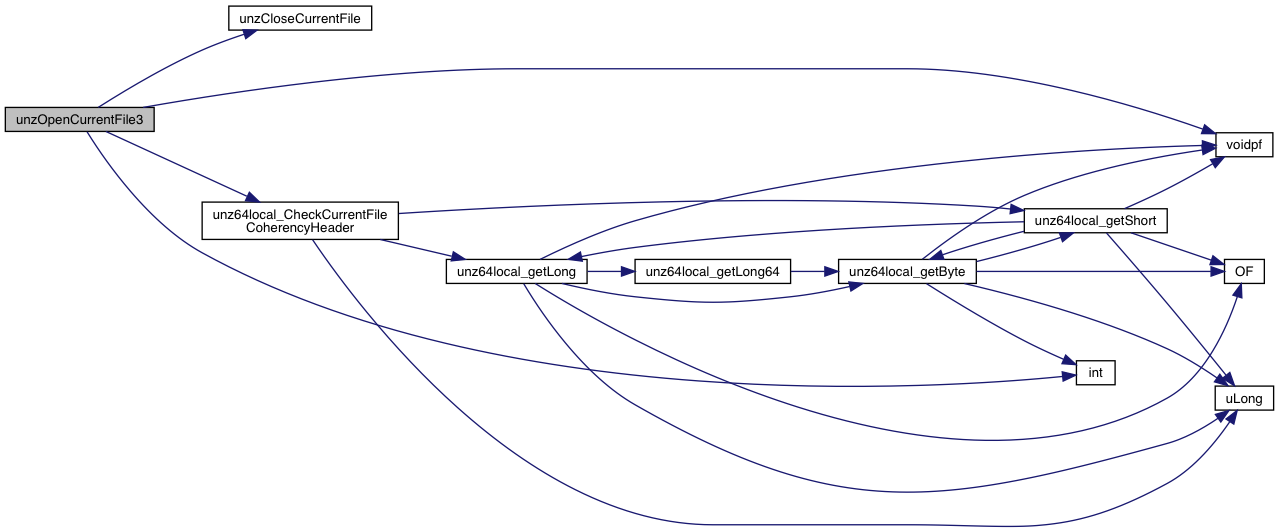 unzCloseCurrentFile
unzOpenCurrentFile3
voidpf
unz64local_CheckCurrentFile
CoherencyHeader
unz64local_getShort
unz64local_getLong
unz64local_getLong64
unz64local_getByte
OF
int
uLong